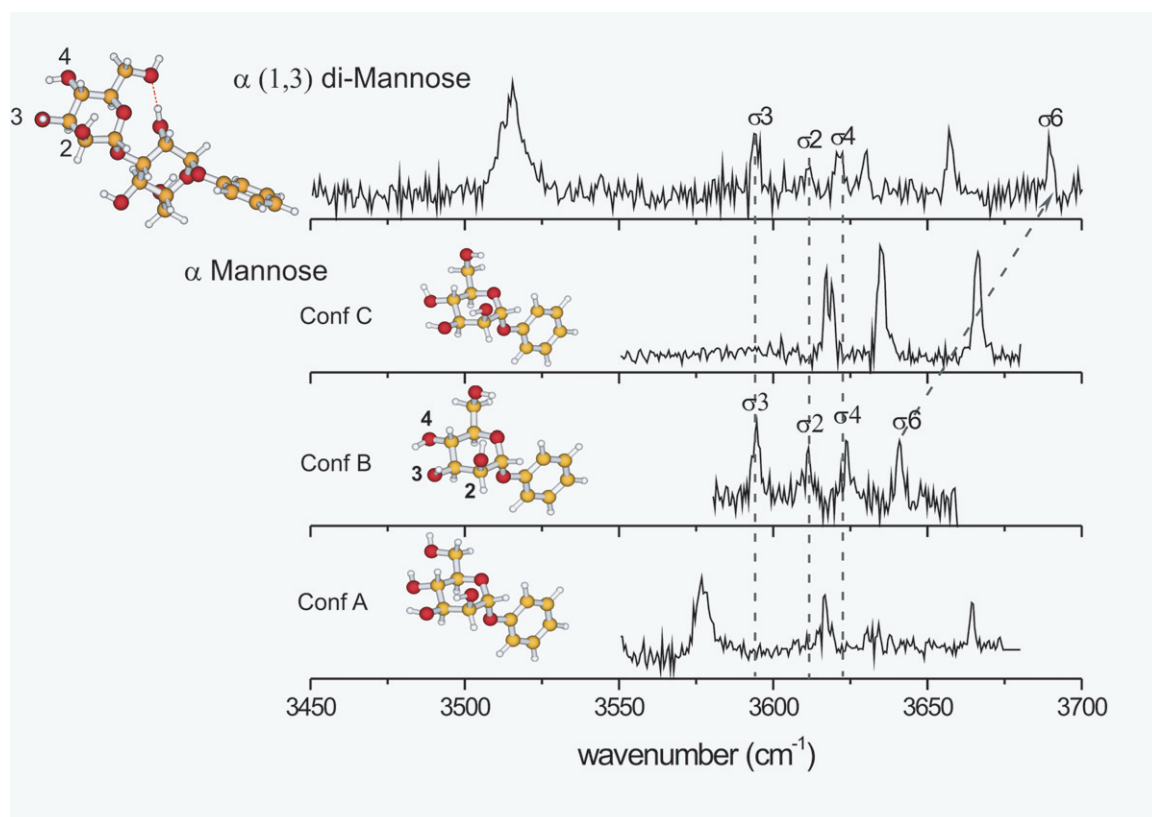 4
α (1,3) di-Mannose
3
2
σ3
σ2
σ4
σ6
α Mannose
Conf C
σ3
σ2
σ4
σ6
4
3
2
Conf B
Conf A
3450 3500 3550 3600 3650 3700
wavenumber (cm⁻¹)